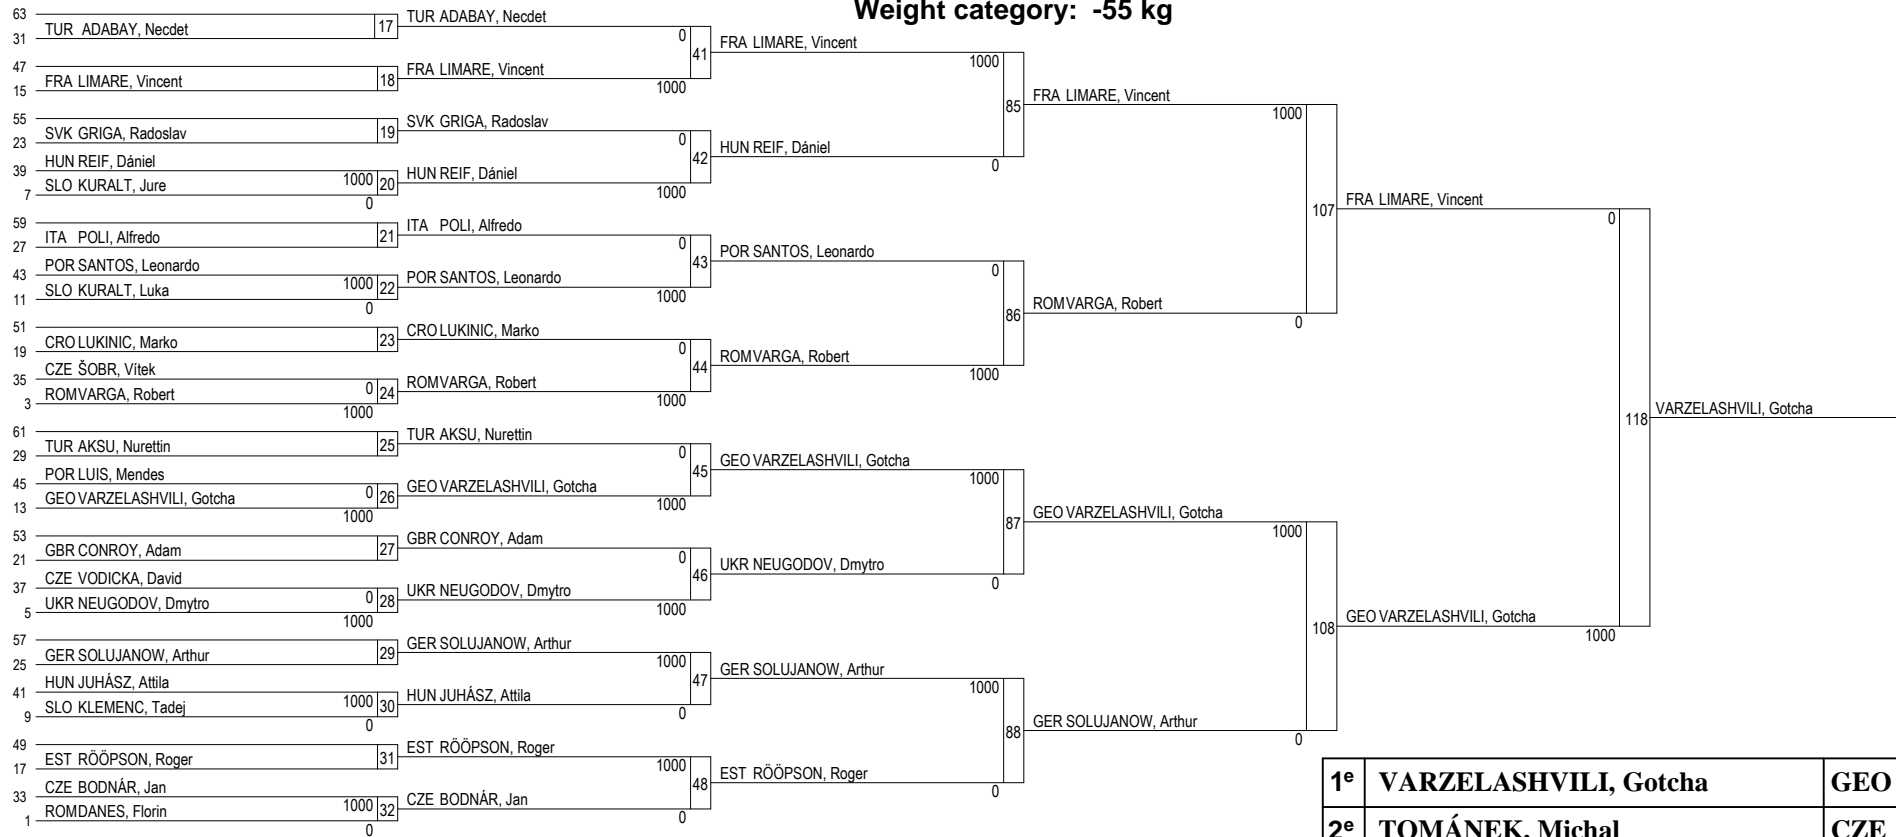 Weight category: -55 kg
63
31 TUR ADABAY, Necdet 17
47
15 FRA LIMARE, Vincent 18
55
23 SVK GRIGA, Radoslav 19
39 HUN REIF, Dániel 1000 20
7 SLO KURALT, Jure 0
59
27 ITA POLI, Alfredo 21
43 POR SANTOS, Leonardo 1000 22
11 SLO KURALT, Luka 0
51
19 CRO LUKINIC, Marko 23
35 CZE ŠOBR, Vítek 0 24
3 ROM VARGA, Robert 1000
61
29 TUR AKSU, Nurettin 25
45 POR LUIS, Mendes 0 26
13 GEO VARZELASHVILI, Gotcha 1000
53
21 GBR CONROY, Adam 27
37 CZE VODICKA, David 0 28
5 UKR NEUGODOV, Dmytro 1000
57
25 GER SOLUJANOW, Arthur 29
41 HUN JUHÁSZ, Attila 1000 30
9 SLO KLEMENC, Tadej 0
49
17 EST RÖÖPSON, Roger 31
33 CZE BODNÁR, Jan 1000 32
1 ROM DANES, Florin 0
TUR ADABAY, Necdet 0 41
FRA LIMARE, Vincent 1000
SVK GRIGA, Radoslav 0 42
HUN REIF, Dániel 1000
ITA POLI, Alfredo 0 43
POR SANTOS, Leonardo 1000
CRO LUKINIC, Marko 0 44
ROM VARGA, Robert 1000
TUR AKSU, Nurettin 0 45
GEO VARZELASHVILI, Gotcha 1000
GBR CONROY, Adam 0 46
UKR NEUGODOV, Dmytro 1000
GER SOLUJANOW, Arthur 1000 47
HUN JUHÁSZ, Attila 0
EST RÖÖPSON, Roger 1000 48
CZE BODNÁR, Jan 0
FRA LIMARE, Vincent 1000 85
HUN REIF, Dániel 0
POR SANTOS, Leonardo 0 86
ROM VARGA, Robert 1000
GEO VARZELASHVILI, Gotcha 1000 87
UKR NEUGODOV, Dmytro 0
GER SOLUJANOW, Arthur 1000 88
EST RÖÖPSON, Roger 0
FRA LIMARE, Vincent 1000 107
ROM VARGA, Robert 0
GEO VARZELASHVILI, Gotcha 1000 108
GER SOLUJANOW, Arthur 0
FRA LIMARE, Vincent 0 118
GEO VARZELASHVILI, Gotcha 1000
VARZELASHVILI, Gotcha
1e VARZELASHVILI, Gotcha GEO
2e TOMÁNEK, Michal CZE